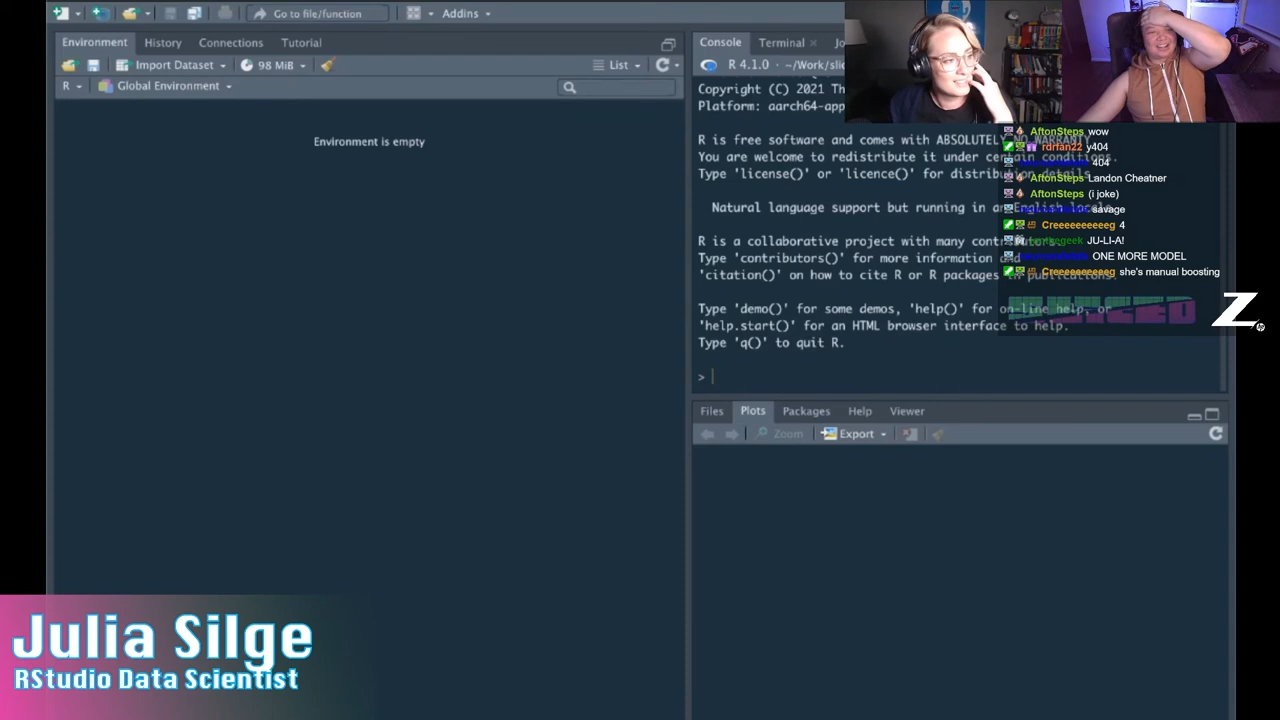 Go to file/function
Addins
Environment
History
Connections
Tutorial
Import Dataset
98 MiB
List
R
Global Environment
Environment is empty
Console
Terminal
R 4.1.0
~/Work/slic
Copyright (C) 2021 Th
Platform: aarch64-app
R is free software and comes with ABSOLUTELY NO WARRANTY
You are welcome to redistribute it under certain conditions.
Type 'license()' or 'licence()' for distribution details
Natural language support but running in an English locale
R is a collaborative project with many contributors.
Type 'contributors()' for more information and
'citation()' on how to cite R or R packages in publications.
Type 'demo()' for some demos, 'help()' for on-line help, or
'help.start()' for an HTML browser interface to help.
Type 'q()' to quit R.
>
AftonSteps wow
rdrfan22 y404
404
AftonSteps Landon Cheatner
AftonSteps (i joke)
savage
Creeeeeeeeeeg 4
JU-LI-A!
ONE MORE MODEL
Creeeeeeeeeeg she's manual boosting
SLICED
Z
hp
Files
Plots
Packages
Help
Viewer
Zoom
Export
Julia Silge
RStudio Data Scientist